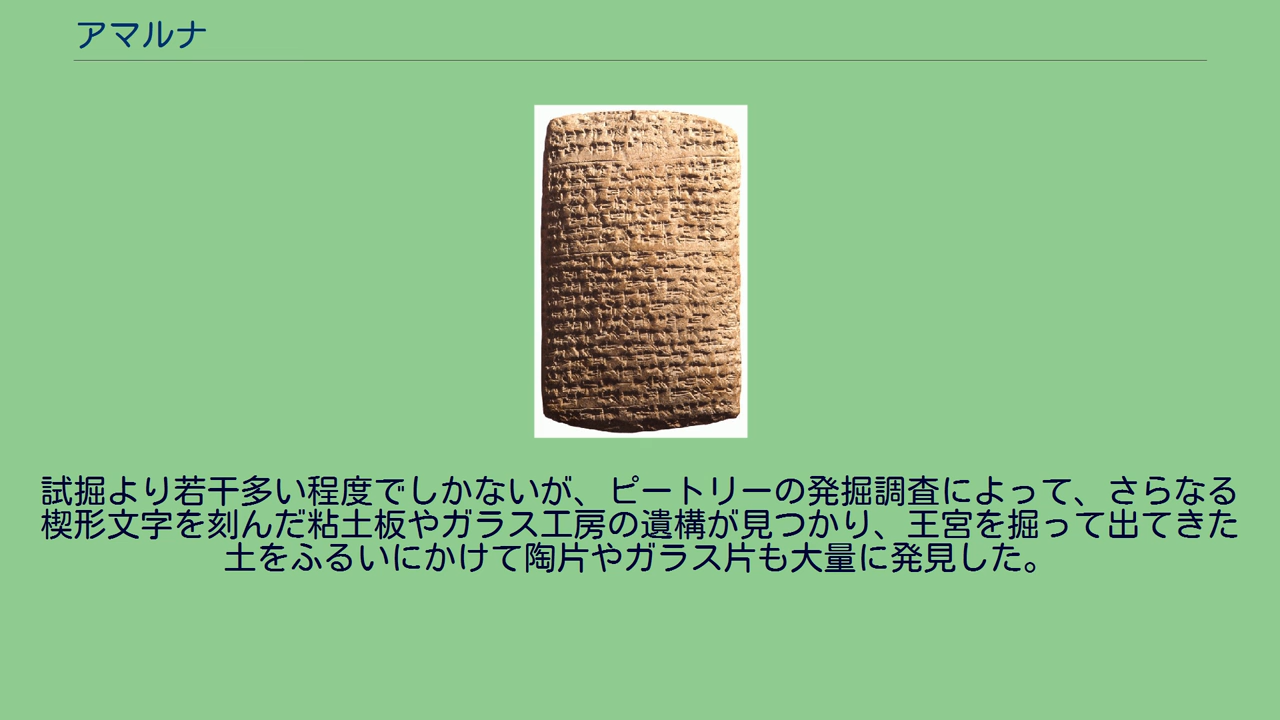 アマルナ
試掘より若干多い程度でしかないが、ピートリーの発掘調査によって、さらなる
楔形文字を刻んだ粘土板やガラス工房の遺構が見つかり、王宮を掘って出てきた
土をふるいにかけて陶片やガラス片も大量に発見した。